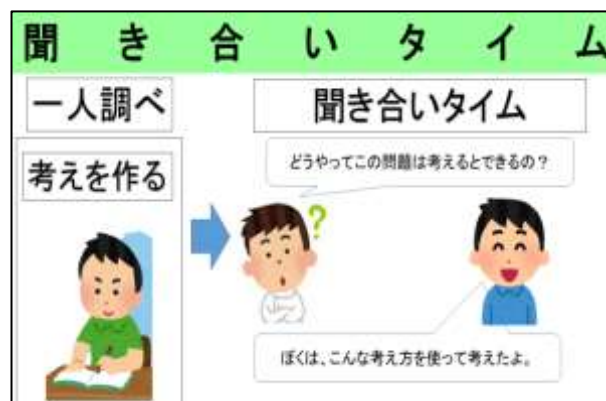 聞き合いタイム
一人調べ
考えを作る
聞き合いタイム
どうやってこの問題は考えるとできるの?
?
ぼくは、こんな考え方を使って考えたよ。